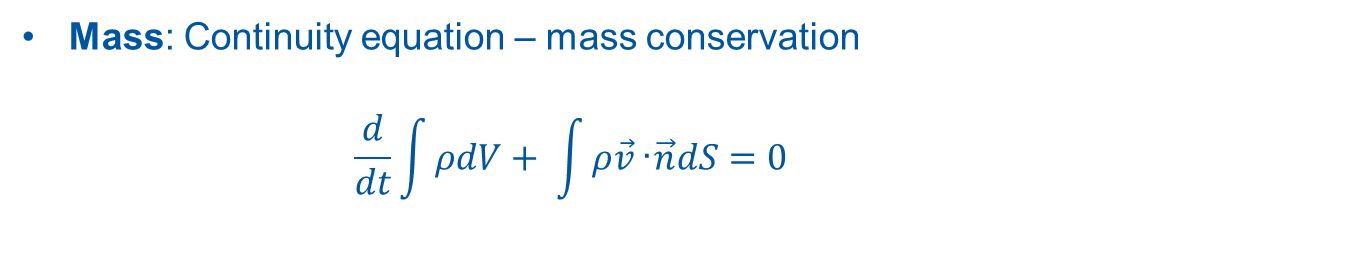 • Mass: Continuity equation – mass conservation
d/dt ∫ ρdV + ∫ ρv⃗ ·n⃗dS = 0